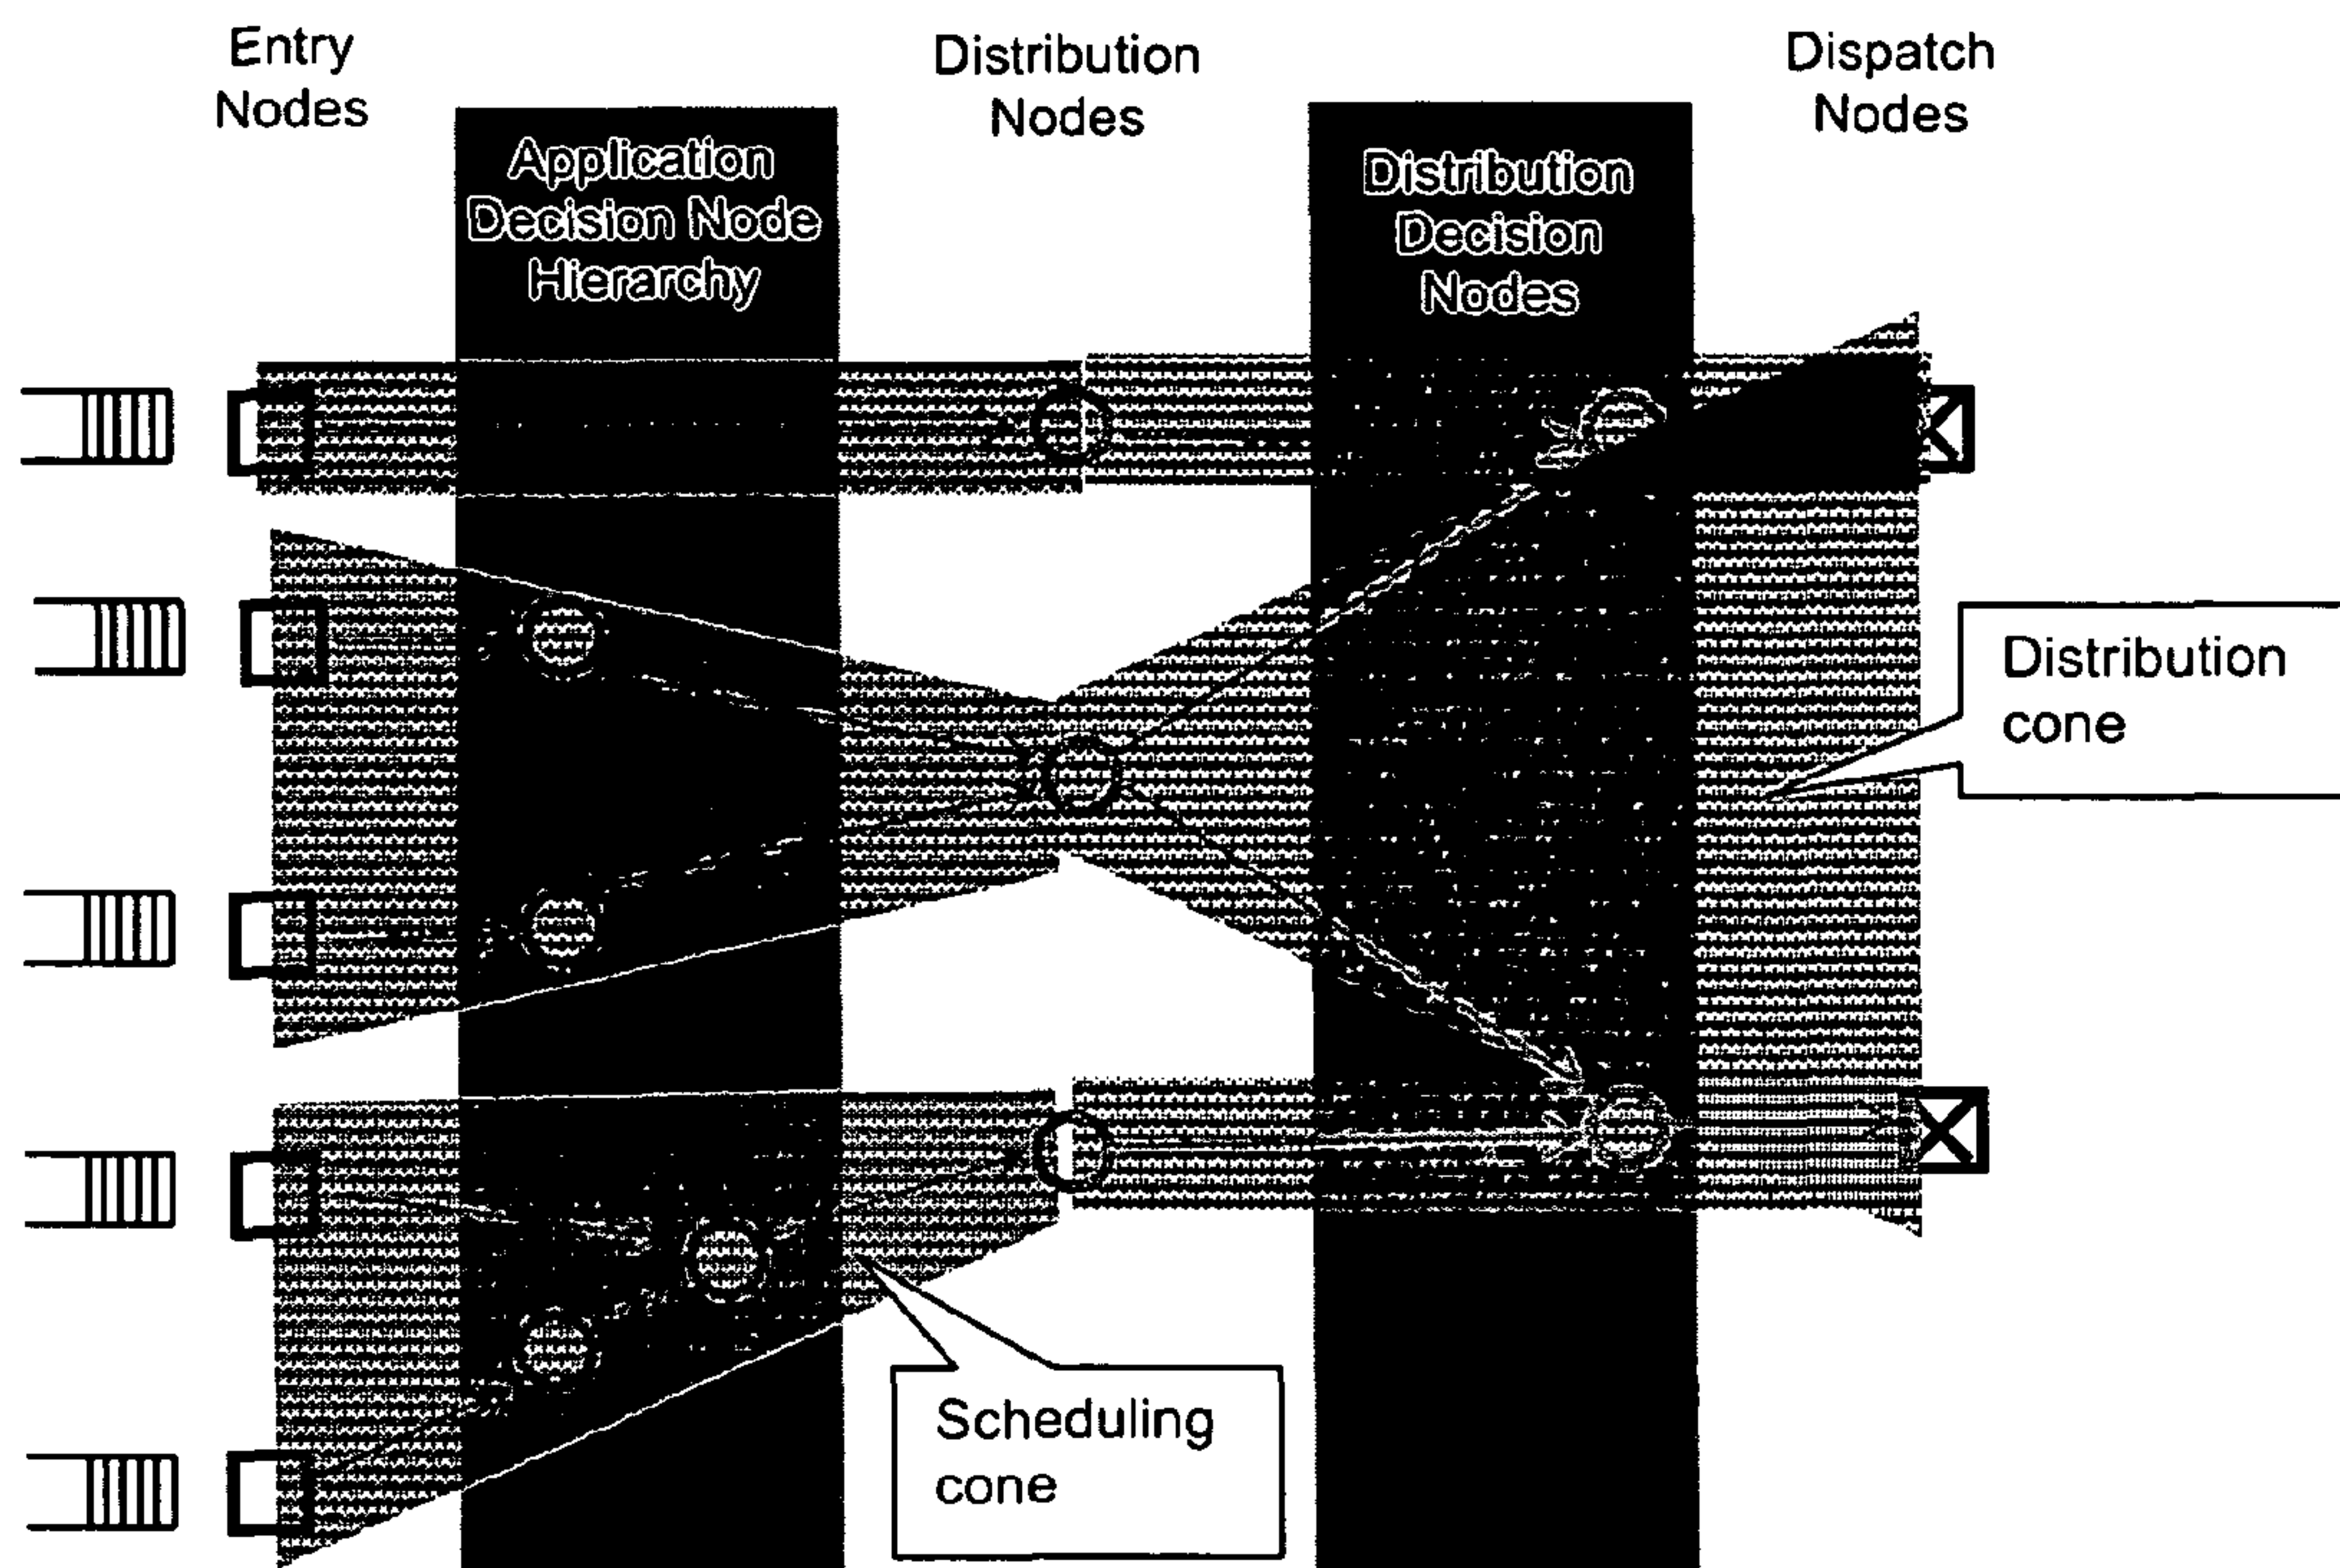 Entry
Nodes
Application
Decision Node
Hierarchy
Distribution
Nodes
Distribution
Decision
Nodes
Dispatch
Nodes
Distribution
cone
Scheduling
cone